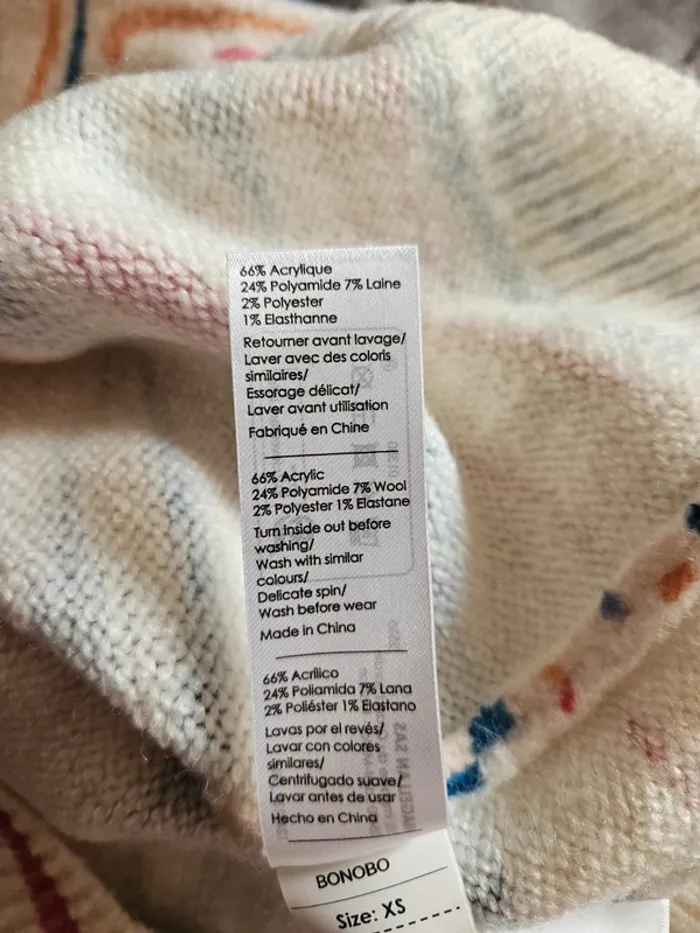 66% Acrylique
24% Polyamide 7% Laine
2% Polyester
1% Elasthanne
Retourner avant lavage/
Laver avec des coloris
similaires/
Essorage délicat/
Laver avant utilisation
Fabriqué en Chine
66% Acrylic
24% Polyamide 7% Wool
2% Polyester 1% Elastane
Turn inside out before
washing/
Wash with similar
colours/
Delicate spin/
Wash before wear
Made in China
66% Acrílico
24% Poliamida 7% Lana
2% Poliéster 1% Elastano
Lavas por el revés/
Lavar con colores
similares/
Centrifugado suave/
Lavar antes de usar
Hecho en China
BONOBO
Size: XS